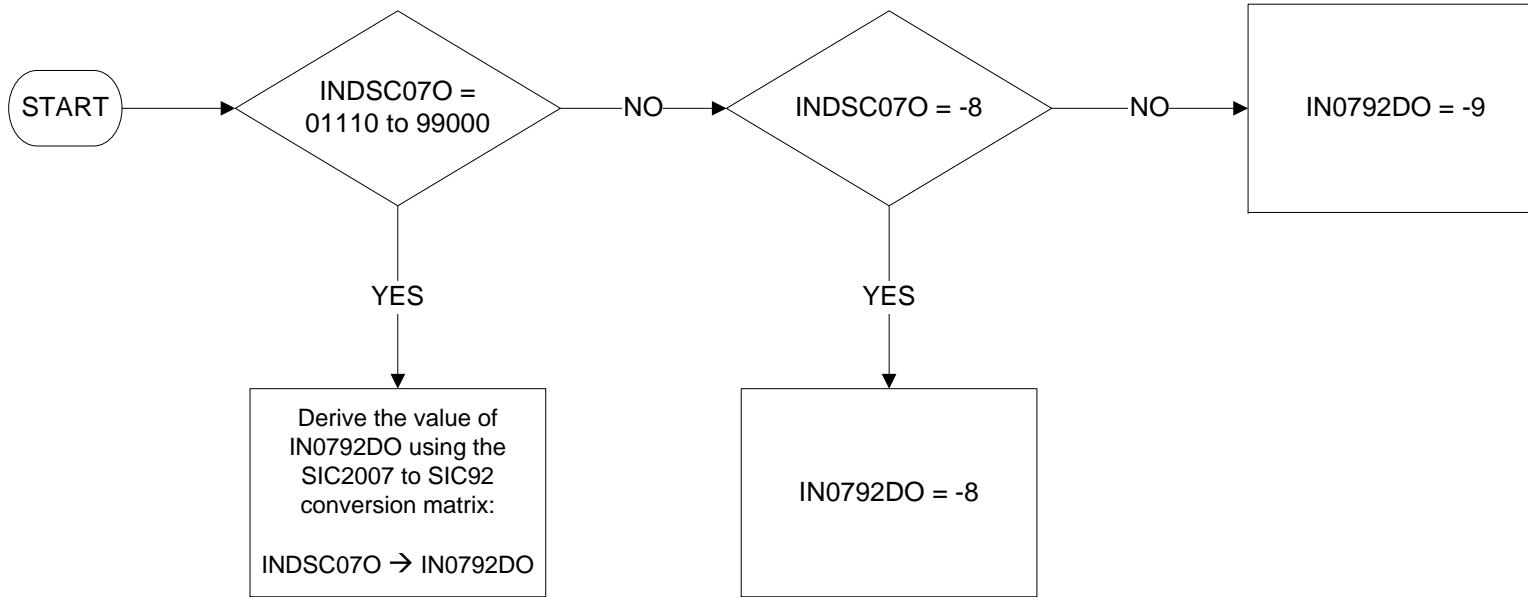 START
INDSC07O =
01110 to 99000
NO
INDSC07O = -8
NO
IN0792DO = -9
YES
YES
Derive the value of
IN0792DO using the
SIC2007 to SIC92
conversion matrix:
INDSC07O → IN0792DO
IN0792DO = -8